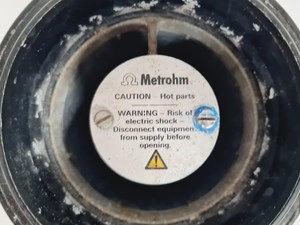 Metrohm
CAUTION - Hot parts
WARNING - Risk of
electric shock -
Disconnect equipment
from supply before
opening.